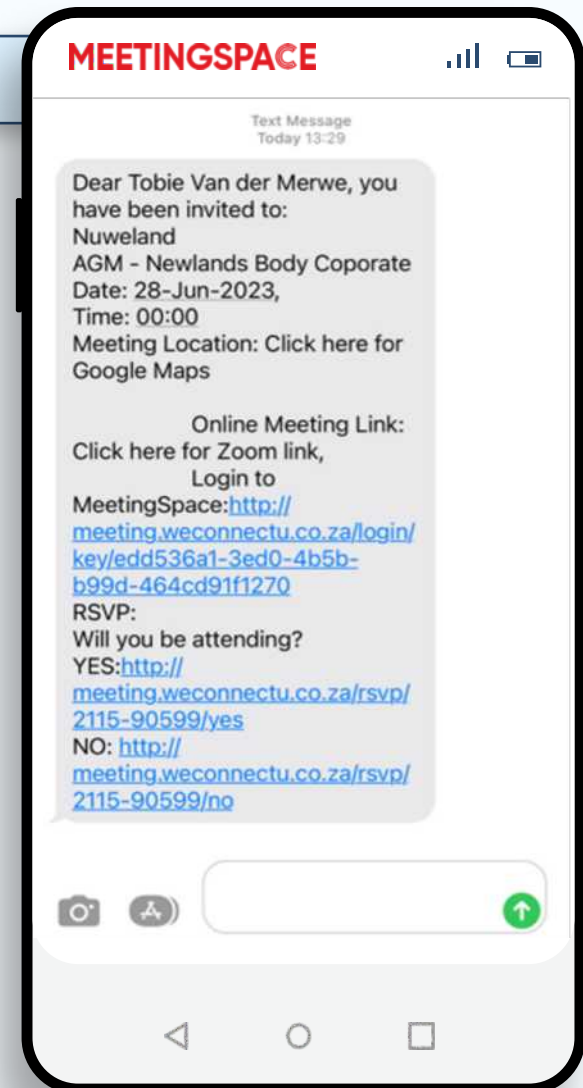 MEETINGSPACE
Text Message
Today 13:29
Dear Tobie Van der Merwe, you
have been invited to:
Nuweland
AGM - Newlands Body Coporate
Date: 28-Jun-2023,
Time: 00:00
Meeting Location: Click here for
Google Maps
Online Meeting Link:
Click here for Zoom link,
Login to
MeetingSpace:http://
meeting.weconnectu.co.za/login/
key/edd536a1-3ed0-4b5b-
b99d-464cd91f1270
RSVP:
Will you be attending?
YES:http://
meeting.weconnectu.co.za/rsvp/
2115-90599/yes
NO: http://
meeting.weconnectu.co.za/rsvp/
2115-90599/no